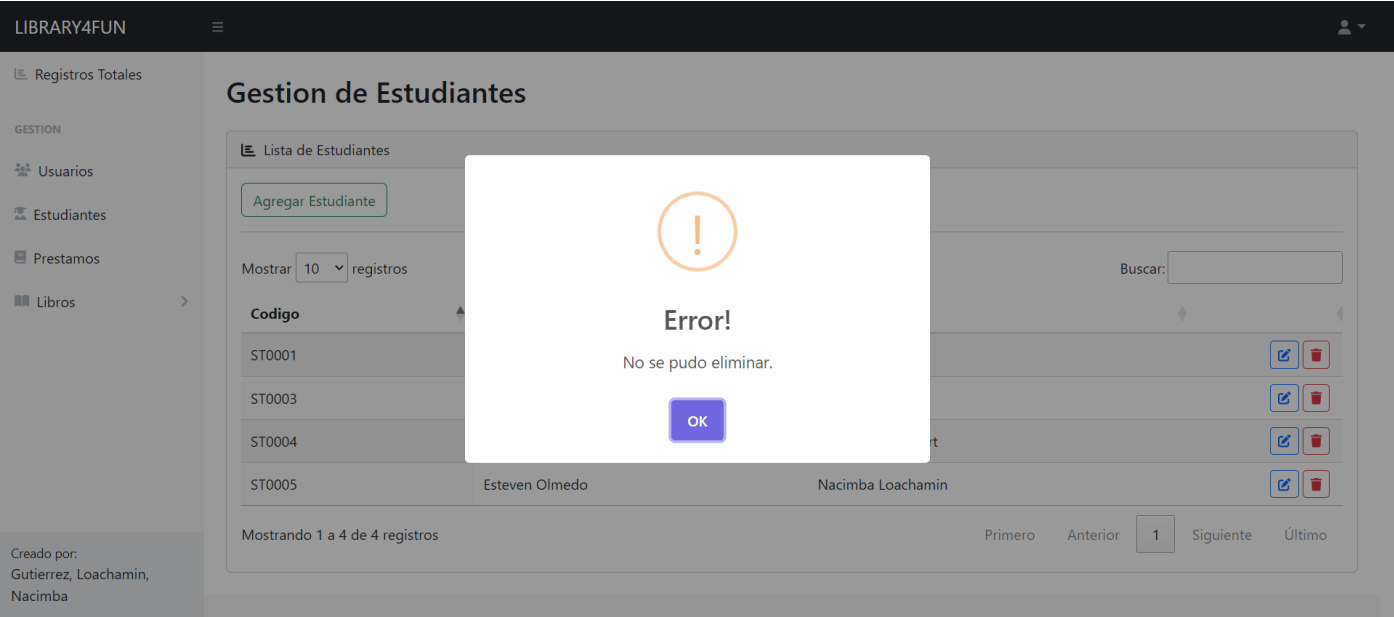 LIBRARY4FUN
Registros Totales
GESTION
Usuarios
Estudiantes
Prestamos
Libros
Creado por:
Gutierrez, Loachamin,
Nacimba
Gestion de Estudiantes
Lista de Estudiantes
Agregar Estudiante
Mostrar 10 registros
Buscar:
Codigo
ST0001
ST0003
ST0004
ST0005 Esteven Olmedo Nacimba Loachamin
Mostrando 1 a 4 de 4 registros
Primero Anterior 1 Siguiente Último
!
Error!
No se pudo eliminar.
OK